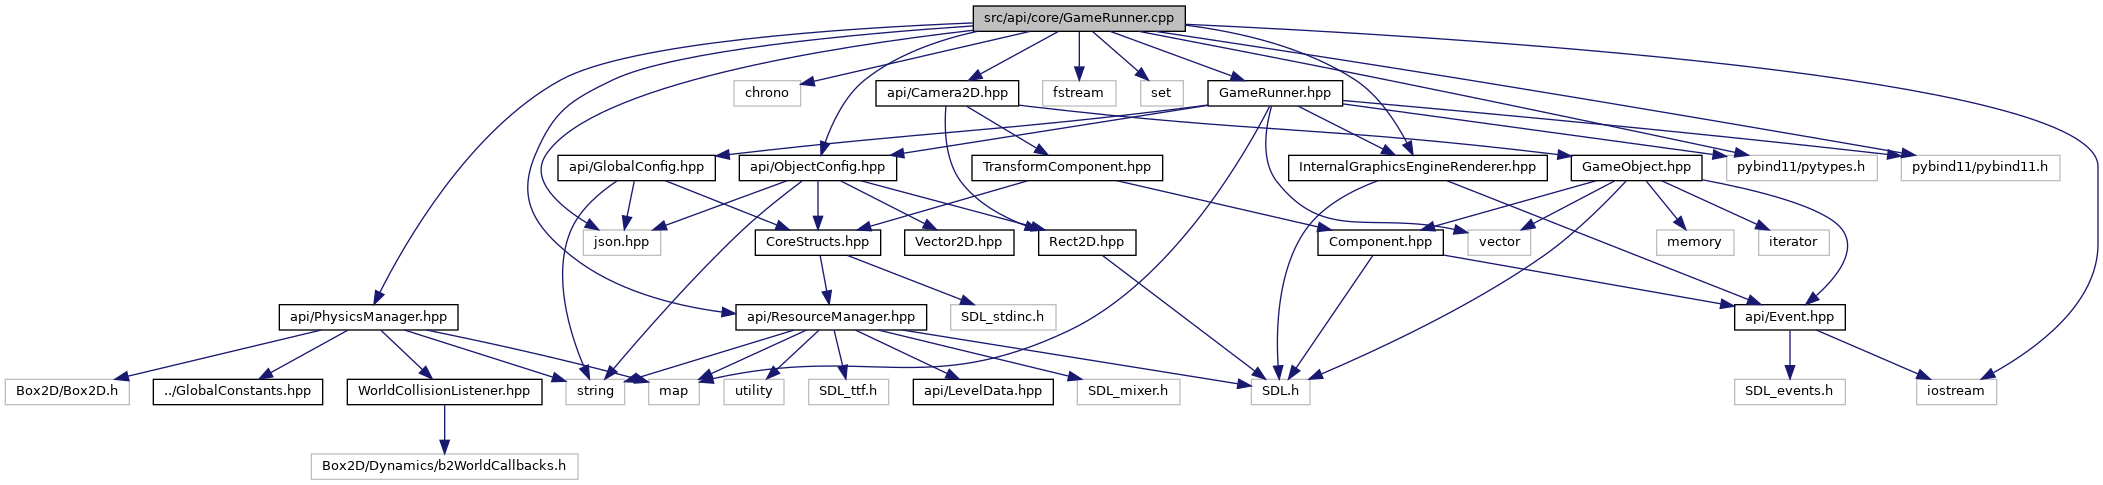 src/api/core/GameRunner.cpp
chrono
api/Camera2D.hpp
fstream
set
GameRunner.hpp
api/GlobalConfig.hpp
api/ObjectConfig.hpp
TransformComponent.hpp
InternalGraphicsEngineRenderer.hpp
GameObject.hpp
pybind11/pytypes.h
pybind11/pybind11.h
json.hpp
CoreStructs.hpp
Vector2D.hpp
Rect2D.hpp
Component.hpp
vector
memory
iterator
api/PhysicsManager.hpp
api/ResourceManager.hpp
SDL_stdinc.h
api/Event.hpp
Box2D/Box2D.h
../GlobalConstants.hpp
WorldCollisionListener.hpp
string
map
utility
SDL_ttf.h
api/LevelData.hpp
SDL_mixer.h
SDL.h
SDL_events.h
iostream
Box2D/Dynamics/b2WorldCallbacks.h